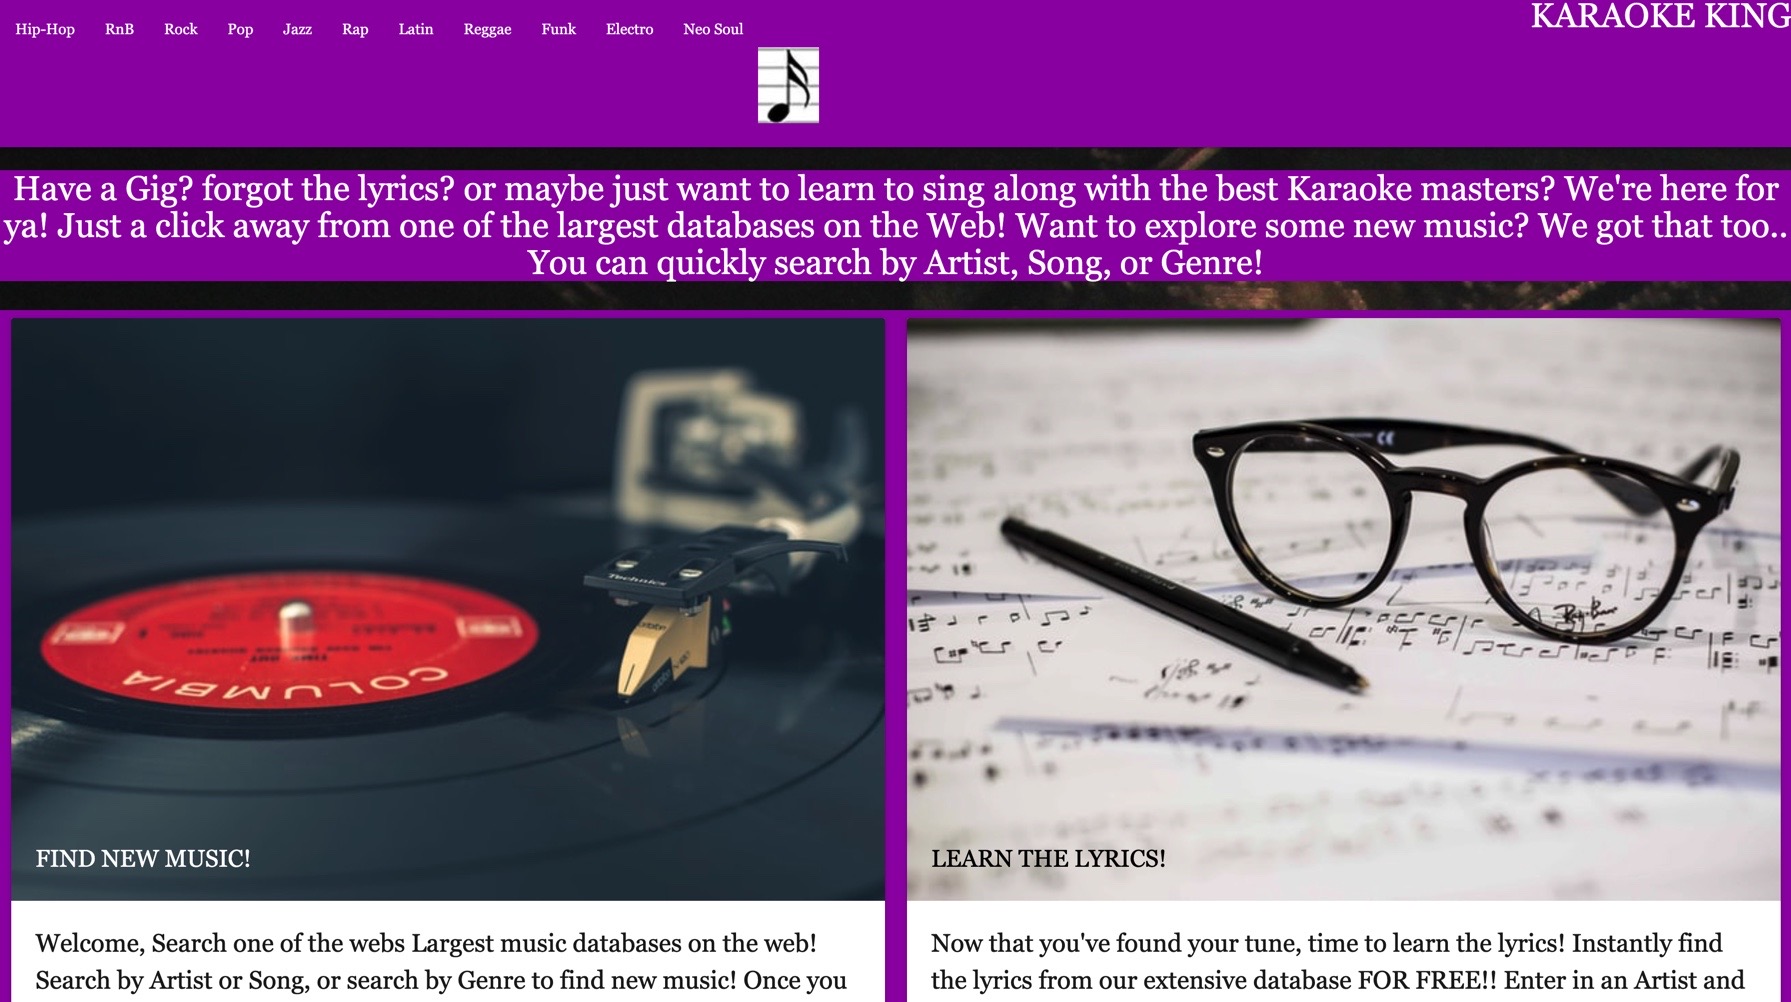 Hip-Hop RnB Rock Pop Jazz Rap Latin Reggae Funk Electro Neo Soul
KARAOKE KING
Have a Gig? forgot the lyrics? or maybe just want to learn to sing along with the best Karaoke masters? We're here for
ya! Just a click away from one of the largest databases on the Web! Want to explore some new music? We got that too..
You can quickly search by Artist, Song, or Genre!
Technics
ortofon
COLUMBIA
CE
Ray-Ban
FIND NEW MUSIC!
LEARN THE LYRICS!
Welcome, Search one of the webs Largest music databases on the web!
Search by Artist or Song, or search by Genre to find new music! Once you
Now that you've found your tune, time to learn the lyrics! Instantly find
the lyrics from our extensive database FOR FREE!! Enter in an Artist and